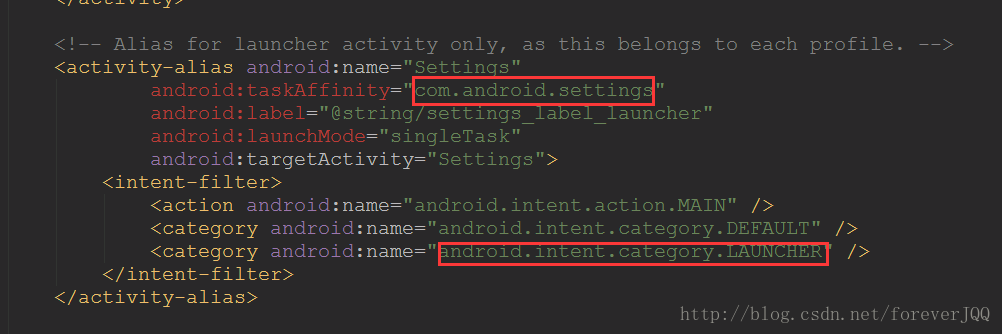 </activity>
<!-- Alias for launcher activity only, as this belongs to each profile. -->
<activity-alias android:name="Settings"
android:taskAffinity="com.android.settings"
android:label="@string/settings_label_launcher"
android:launchMode="singleTask"
android:targetActivity="Settings">
<intent-filter>
<action android:name="android.intent.action.MAIN" />
<category android:name="android.intent.category.DEFAULT" />
<category android:name="android.intent.category.LAUNCHER" />
</intent-filter>
</activity-alias>
http://blog.csdn.net/foreverJQQ